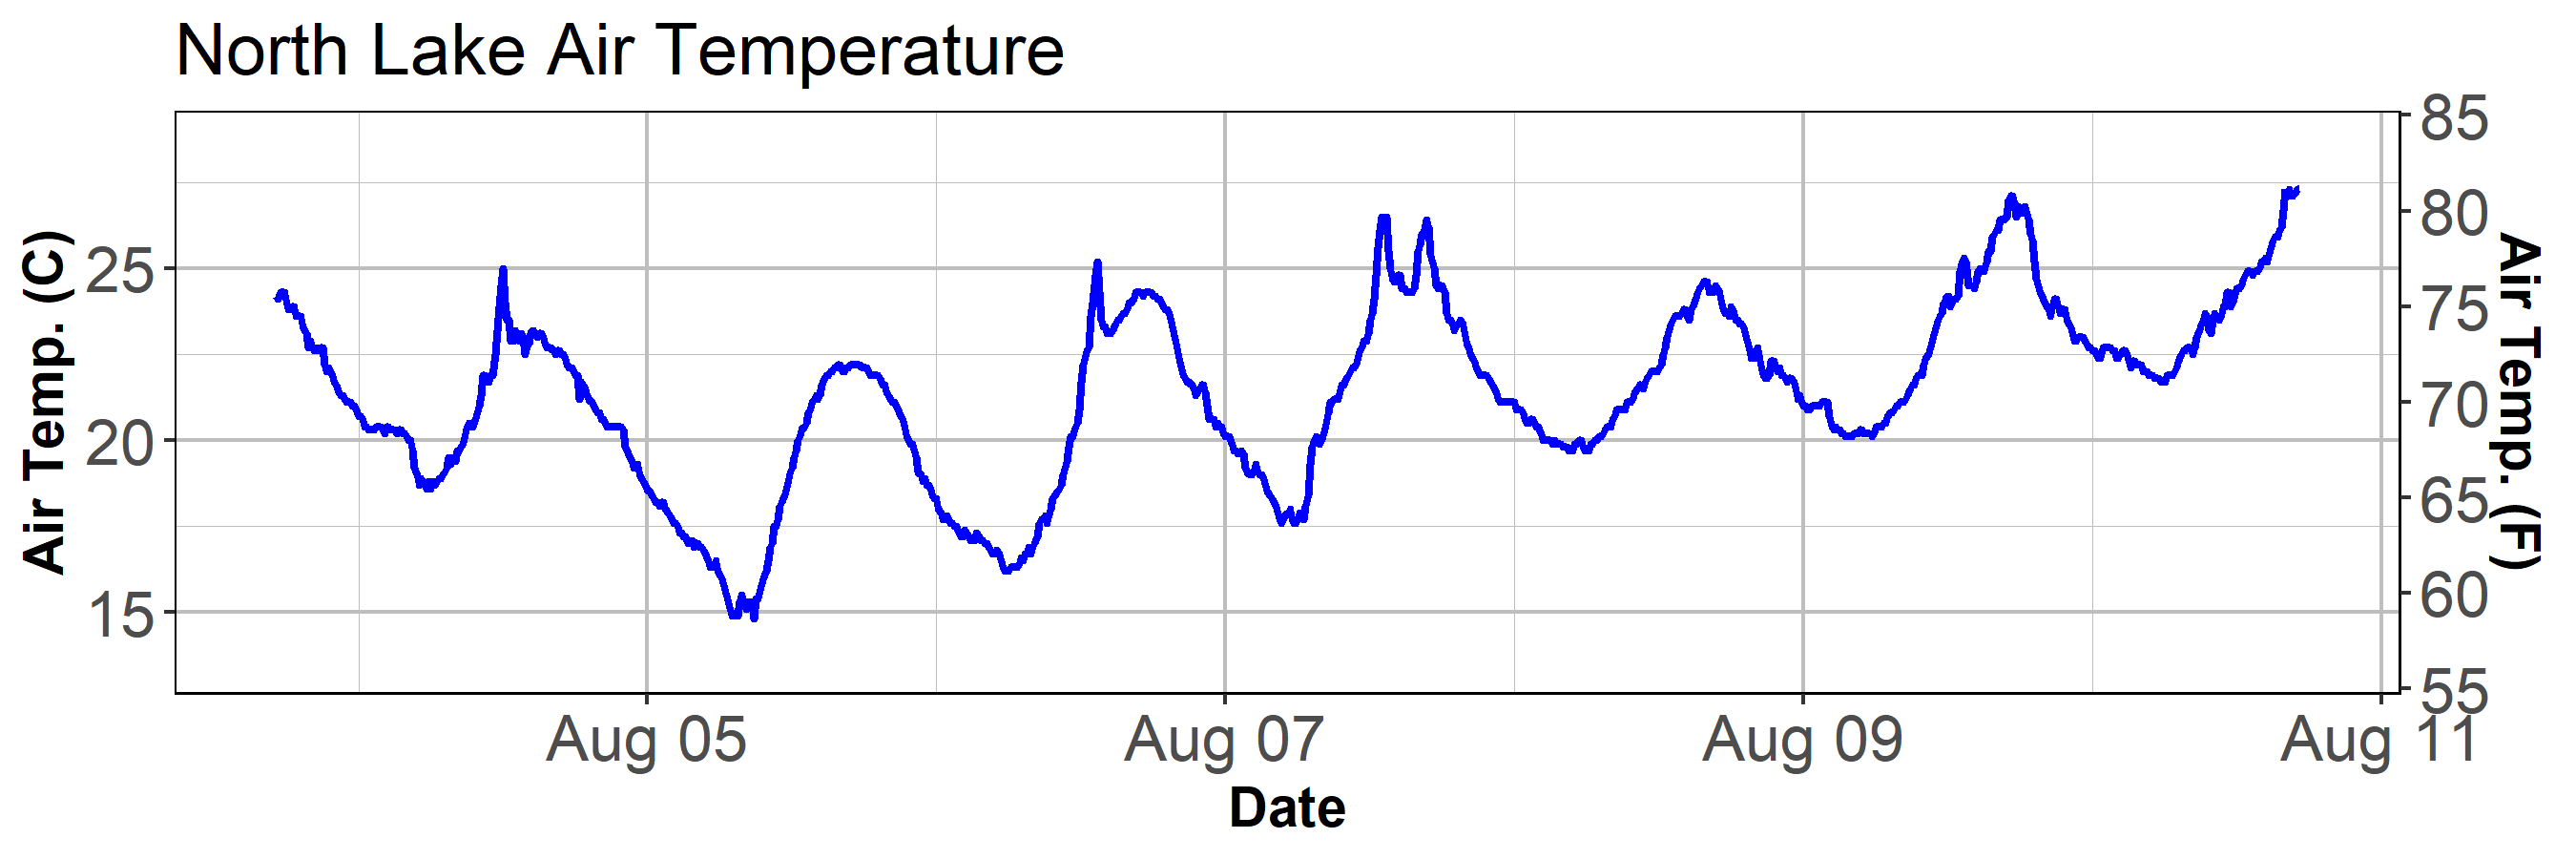 North Lake Air Temperature
Air Temp. (C)
25
20
15
85
80
75
70
65
60
55
Air Temp. (F)
Aug 05 Aug 07 Aug 09 Aug 11
Date